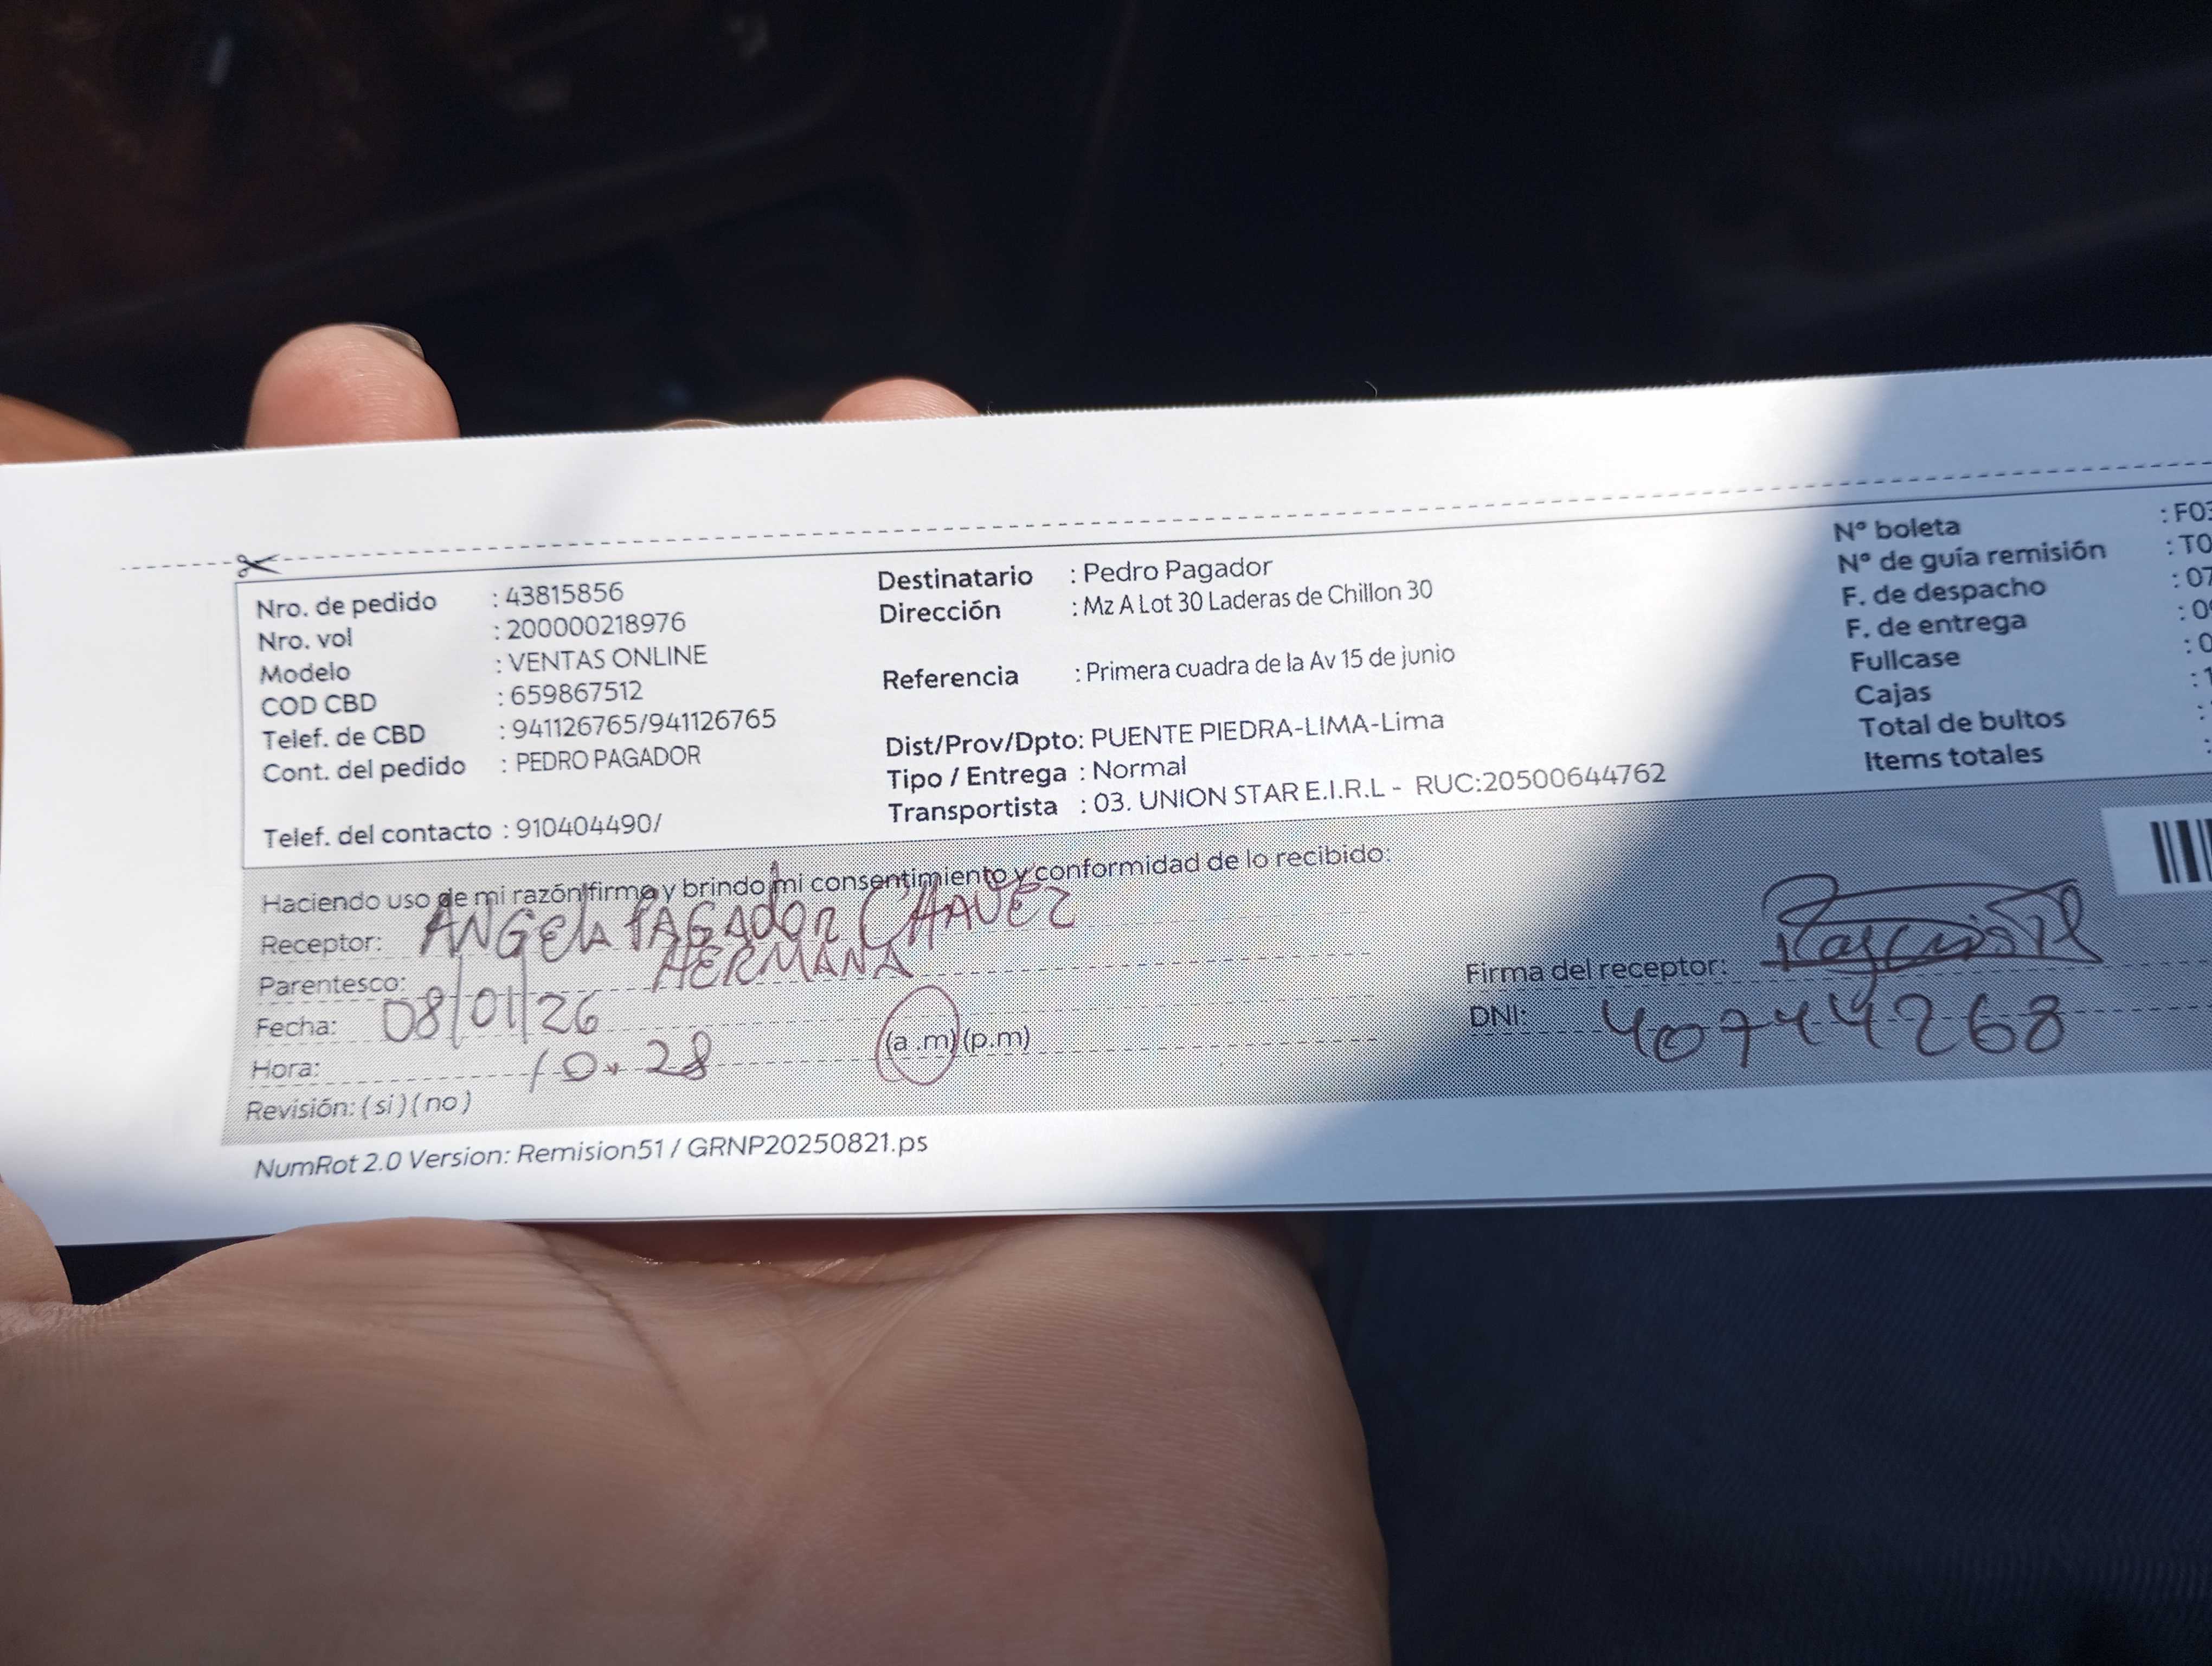 Nro. de pedido : 43815856
Nro. vol : 200000218976
Modelo : VENTAS ONLINE
COD CBD : 659867512
Telef. de CBD : 941126765/941126765
Cont. del pedido : PEDRO PAGADOR
Telef. del contacto : 910404490/
Destinatario : Pedro Pagador
Dirección : Mz A Lot 30 Laderas de Chillon 30
Referencia : Primera cuadra de la Av 15 de junio
Dist/Prov/Dpto: PUENTE PIEDRA-LIMA-Lima
Tipo / Entrega : Normal
Transportista : 03. UNION STAR E.I.R.L - RUC:20500644762
Nº boleta : F03
Nº de guía remisión : T0
F. de despacho : 07
F. de entrega : 0
Fullcase : 0
Cajas : 1
Total de bultos :
Items totales :
Haciendo uso de mi razón firmo y brindo mi consentimiento y conformidad de lo recibido:
Receptor: ANGELA PAGADOR CHAVEZ
Parentesco: HERMANA
Fecha: 08/01/26
Hora: 10.28 (a.m) (p.m)
Revisión: (si) (no)
Firma del receptor:
DNI: 40744268
NumRot 2.0 Version: Remision51 / GRNP20250821.ps